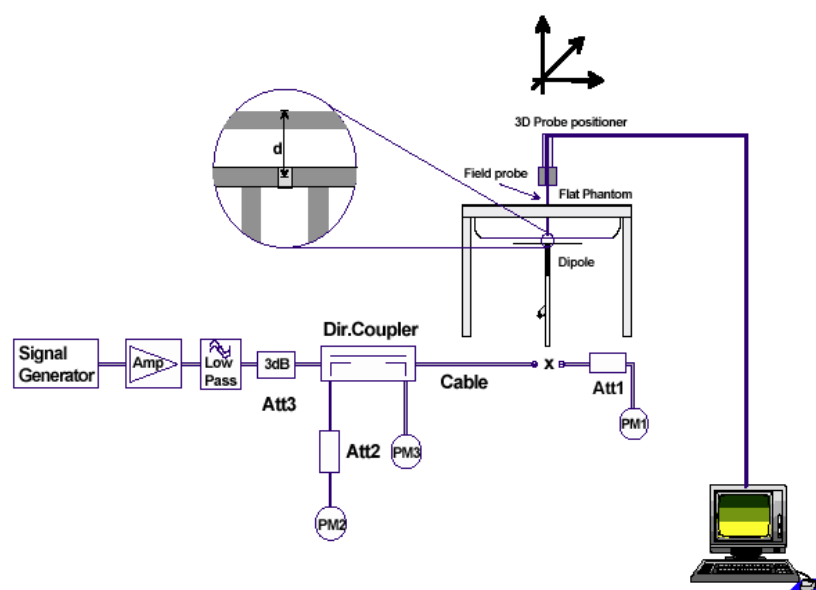 3D Probe positioner
d
Field probe
Flat Phantom
Dipole
Dir.Coupler
Signal
Generator
Amp
Low
Pass
3dB
Att3
Cable
x
Att1
PM1
Att2
PM3
PM2